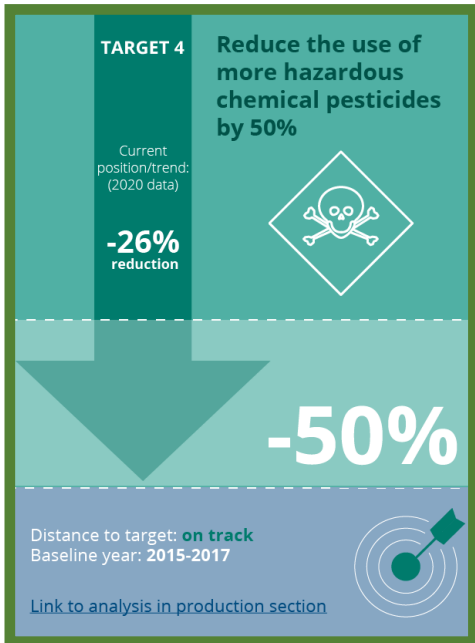 TARGET 4
Reduce the use of
more hazardous
chemical pesticides
by 50%
Current
position/trend:
(2020 data)
-26%
reduction
-50%
Distance to target: on track
Baseline year: 2015-2017
Link to analysis in production section